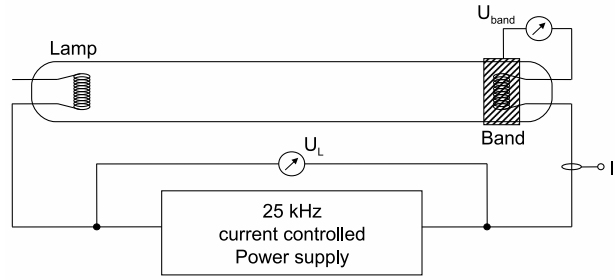 U_band
Lamp
Band
U_L
I
25 kHz
current controlled
Power supply